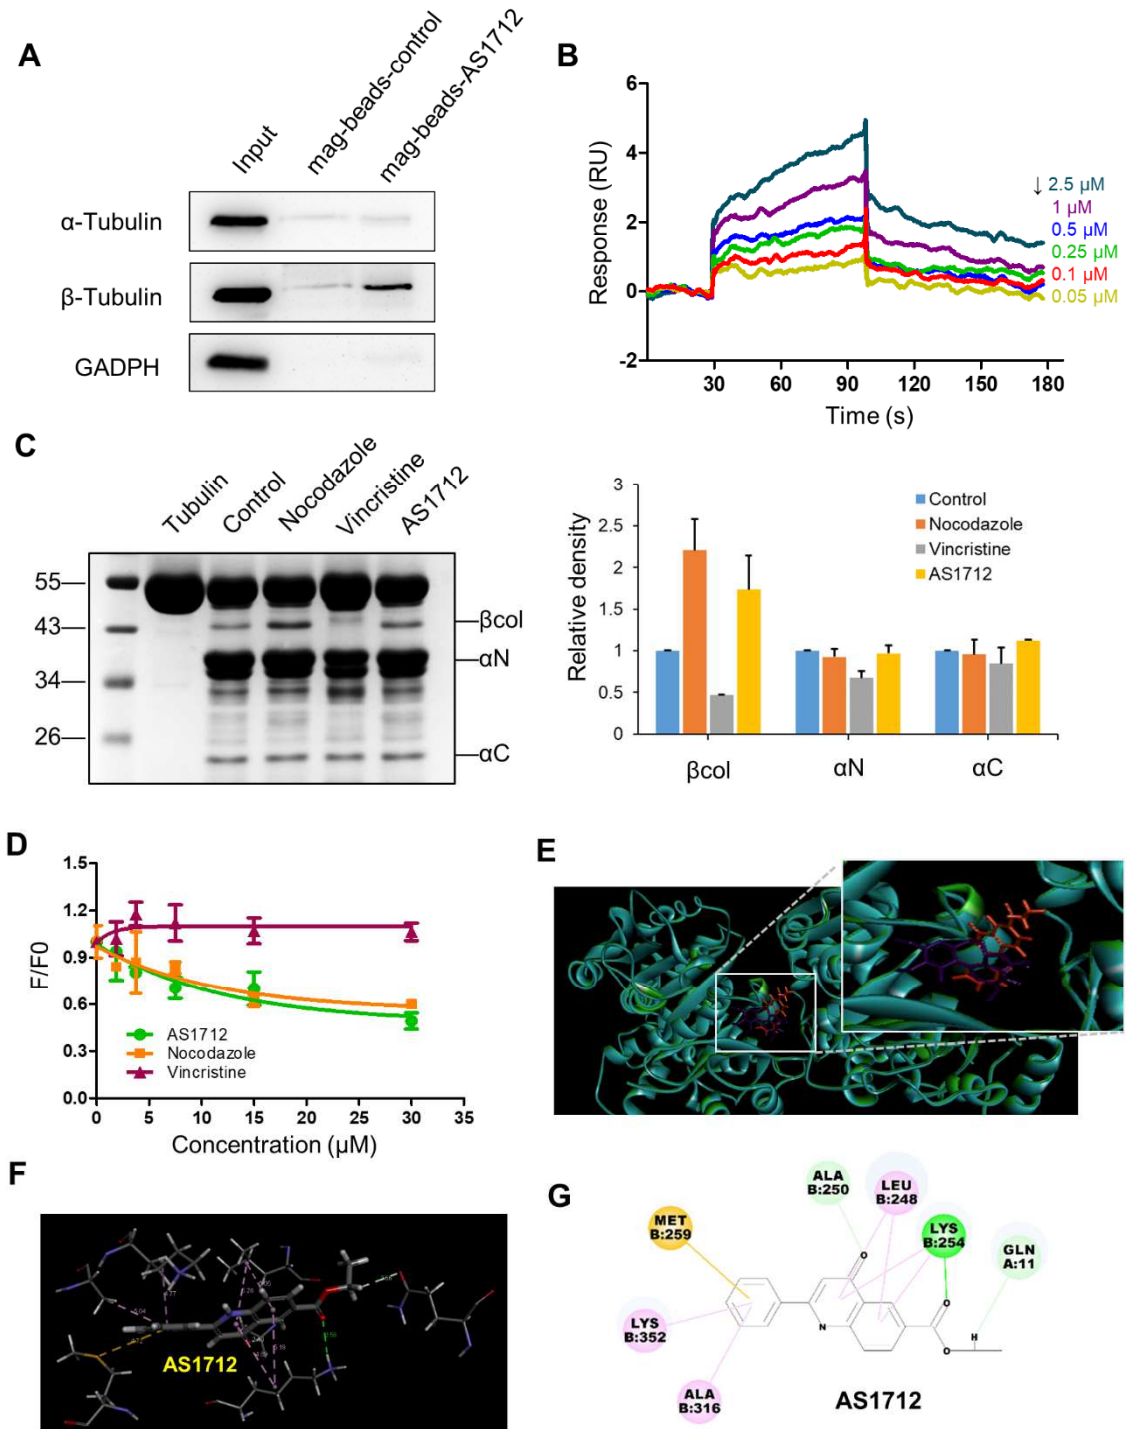 A
Input
mag-beads-control
mag-beads-AS1712
α-Tubulin
β-Tubulin
GADPH
B
Response (RU)
6
4
2
0
-2
30
60
90
120
150
180
Time (s)
↓ 2.5 μM
1 μM
0.5 μM
0.25 μM
0.1 μM
0.05 μM
C
Tubulin
Control
Nocodazole
Vincristine
AS1712
55
43
34
26
βcol
αN
αC
Relative density
3
2.5
2
1.5
1
0.5
0
Control
Nocodazole
Vincristine
AS1712
βcol
αN
αC
D
F/F0
1.5
1.2
0.9
0.6
0.3
0.0
AS1712
Nocodazole
Vincristine
0
5
10
15
20
25
30
35
Concentration (μM)
E
F
AS1712
G
ALA
B:250
LEU
B:248
MET
B:259
LYS
B:254
GLN
A:11
LYS
B:352
ALA
B:316
O
N
O
O
H
AS1712